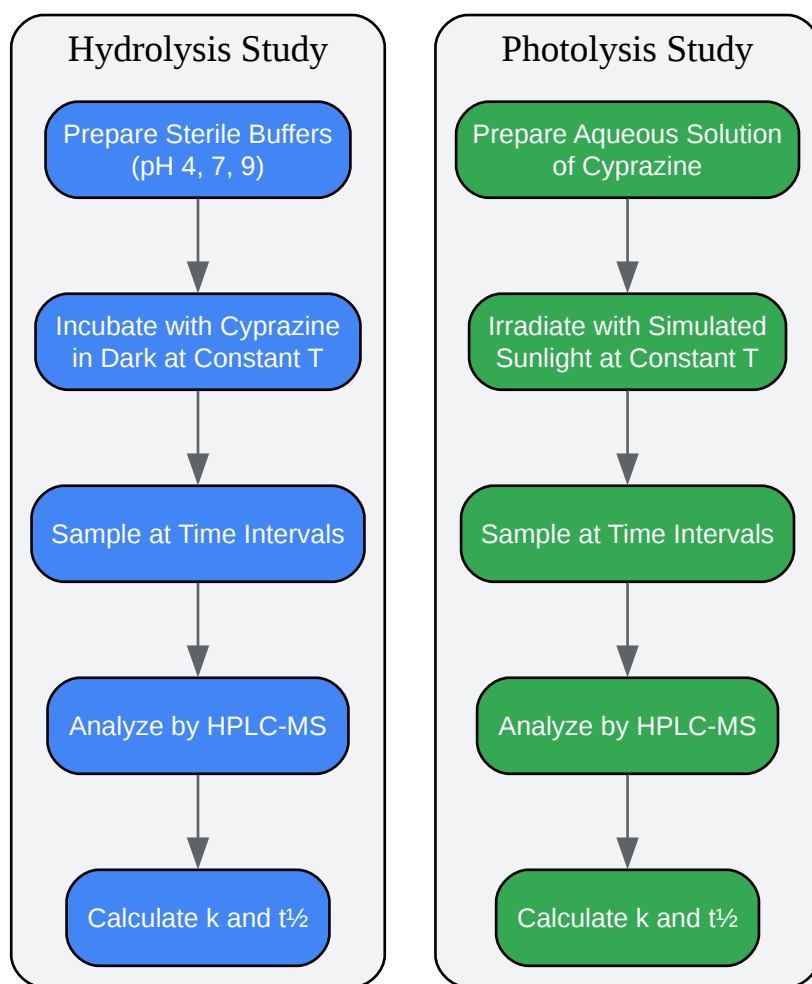 Hydrolysis Study
Prepare Sterile Buffers
(pH 4, 7, 9)
Incubate with Cyprazine
in Dark at Constant T
Sample at Time Intervals
Analyze by HPLC-MS
Calculate k and t½
Photolysis Study
Prepare Aqueous Solution
of Cyprazine
Irradiate with Simulated
Sunlight at Constant T
Sample at Time Intervals
Analyze by HPLC-MS
Calculate k and t½